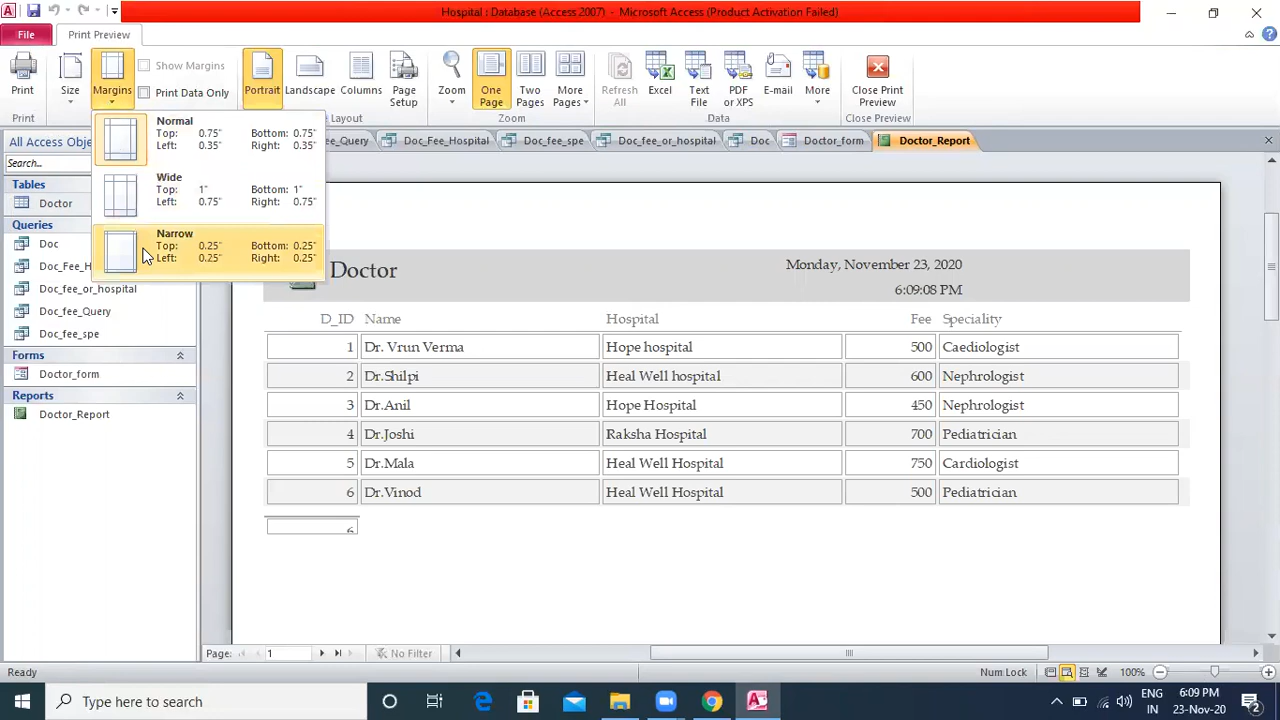 Hospital : Database (Access 2007) - Microsoft Access (Product Activation Failed)
File
Print Preview
Print
Size
Margins
Show Margins
Print Data Only
Portrait
Landscape
Columns
Page Setup
Zoom
One Page
Two Pages
More Pages
Refresh All
Excel
Text File
PDF or XPS
E-mail
More
Close Print Preview
Print
Layout
Zoom
Data
Close Preview
Normal
Top: 0.75" Bottom: 0.75"
Left: 0.35" Right: 0.35"
Wide
Top: 1" Bottom: 1"
Left: 0.75" Right: 0.75"
Narrow
Top: 0.25" Bottom: 0.25"
Left: 0.25" Right: 0.25"
All Access Obje
Search...
Tables
Doctor
Queries
Doc
Doc_Fee_H
Doc_fee_or_hospital
Doc_fee_Query
Doc_fee_spe
Forms
Doctor_form
Reports
Doctor_Report
e_Query
Doc_Fee_Hospital
Doc_fee_spe
Doc_fee_or_hospital
Doc
Doctor_form
Doctor_Report
Doctor
Monday, November 23, 2020
6:09:08 PM
D_ID Name Hospital Fee Speciality
1 Dr. Vrun Verma Hope hospital 500 Caediologist
2 Dr.Shilpi Heal Well hospital 600 Nephrologist
3 Dr.Anil Hope Hospital 450 Nephrologist
4 Dr.Joshi Raksha Hospital 700 Pediatrician
5 Dr.Mala Heal Well Hospital 750 Cardiologist
6 Dr.Vinod Heal Well Hospital 500 Pediatrician
6
Page: 1 No Filter
Ready
Num Lock
100%
Type here to search
ENG
IN
6:09 PM
23-Nov-20
2